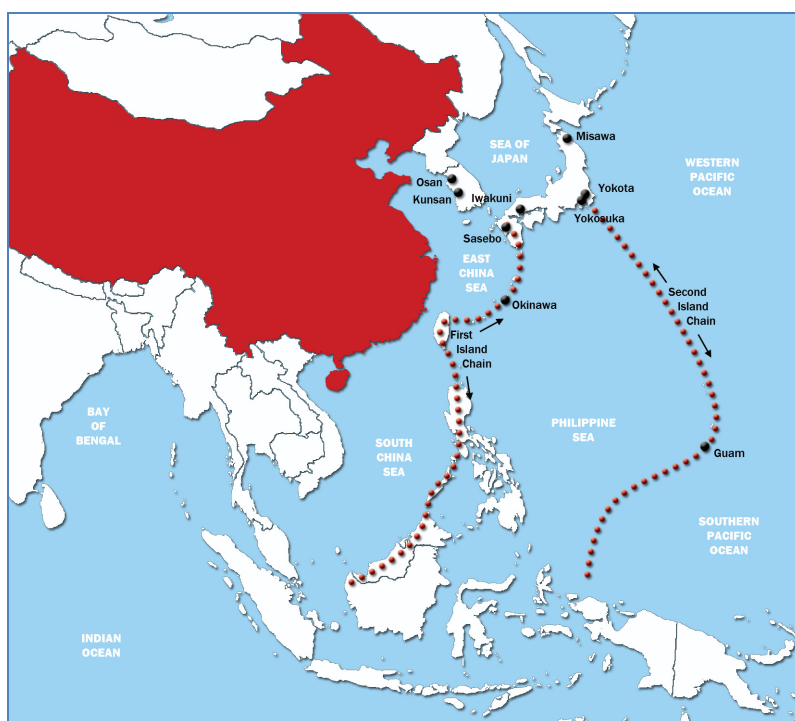 Misawa
SEA OF
JAPAN
WESTERN
PACIFIC
OCEAN
Osan
Kunsan
Iwakuni
Yokota
Yokosuka
Sasebo
EAST
CHINA
SEA
Okinawa
Second
Island
Chain
First
Island
Chain
BAY
OF
BENGAL
PHILIPPINE
SEA
SOUTH
CHINA
SEA
Guam
SOUTHERN
PACIFIC
OCEAN
INDIAN
OCEAN